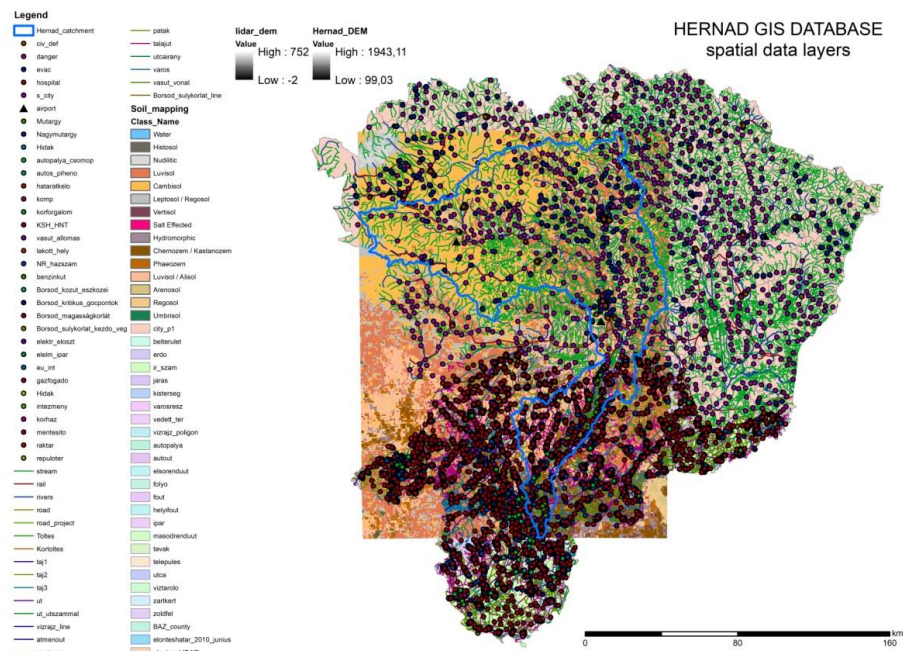 HERNAD GIS DATABASE
spatial data layers
Legend
Hernad_catchment
civ_def
danger
evac
hospital
s_city
airport
Mutargy
Nagymutargy
Hidak
autopalya_csomop
autos_piheno
hataratkelo
komp
korforgalom
KSH_HNT
vasut_allomas
lakott_hely
NR_hazszam
benzinkut
Borsod_kozut_eszkozei
Borsod_kritikus_gocpontok
Borsod_magasságkorlát
Borsod_sulykorlat_kezdo_veg
elektr_eloszt
elelm_ipar
eu_int
gazfogado
Hidak
intezmeny
korhaz
mentesito
raktar
repuloter
stream
rail
rivers
road
road_project
Toltes
Kortoltes
taj1
taj2
taj3
ut
ut_utszammal
vizrajz_line
atmenout
patak
talajut
utcairany
varos
vasut_vonal
Borsod_sulykorlat_line
Soil_mapping
Class_Name
Water
Histosol
Nudilitic
Luvisol
Cambisol
Leptosol / Regosol
Vertisol
Salt Effected
Hydromorphic
Chernozem / Kastanozem
Phaeozem
Luvisol / Alisol
Arenosol
Regosol
Umbrisol
city_p1
belterulet
erdo
ir_szam
jaras
kisterseg
varosresz
vedett_ter
vizrajz_poligon
autopalya
autout
elsorenduut
folyo
fout
helyifout
ipar
masodrenduut
tavak
telepules
utca
viztarolo
zartkert
zoldfel
BAZ_county
elonteshatar_2010_junius
lidar_dem
Value
High : 752
Low : -2
Hernad_DEM
Value
High : 1943,11
Low : 99,03
km
0
80
160